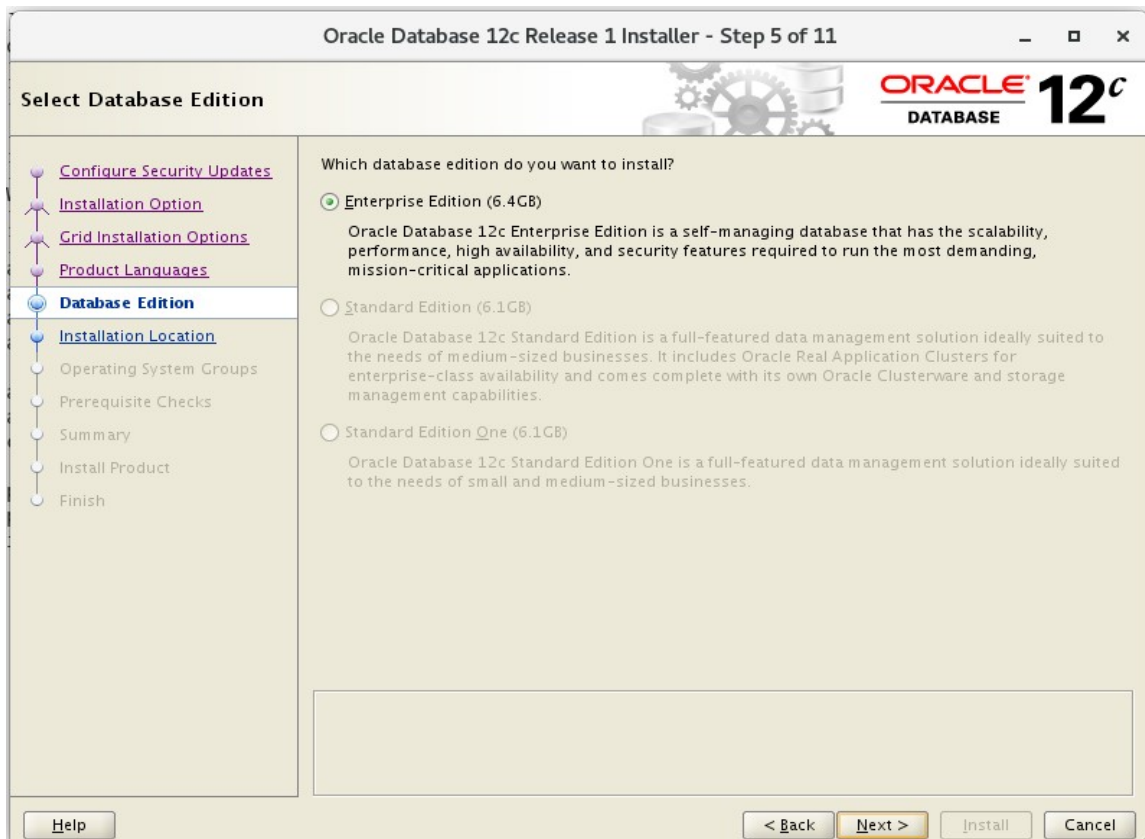 Oracle Database 12c Release 1 Installer - Step 5 of 11
Select Database Edition
ORACLE
DATABASE
12c
Configure Security Updates
Installation Option
Grid Installation Options
Product Languages
Database Edition
Installation Location
Operating System Groups
Prerequisite Checks
Summary
Install Product
Finish
Which database edition do you want to install?
Enterprise Edition (6.4GB)
Oracle Database 12c Enterprise Edition is a self-managing database that has the scalability,
performance, high availability, and security features required to run the most demanding,
mission-critical applications.
Standard Edition (6.1GB)
Oracle Database 12c Standard Edition is a full-featured data management solution ideally suited to
the needs of medium-sized businesses. It includes Oracle Real Application Clusters for
enterprise-class availability and comes complete with its own Oracle Clusterware and storage
management capabilities.
Standard Edition One (6.1GB)
Oracle Database 12c Standard Edition One is a full-featured data management solution ideally suited
to the needs of small and medium-sized businesses.
Help
< Back
Next >
Install
Cancel